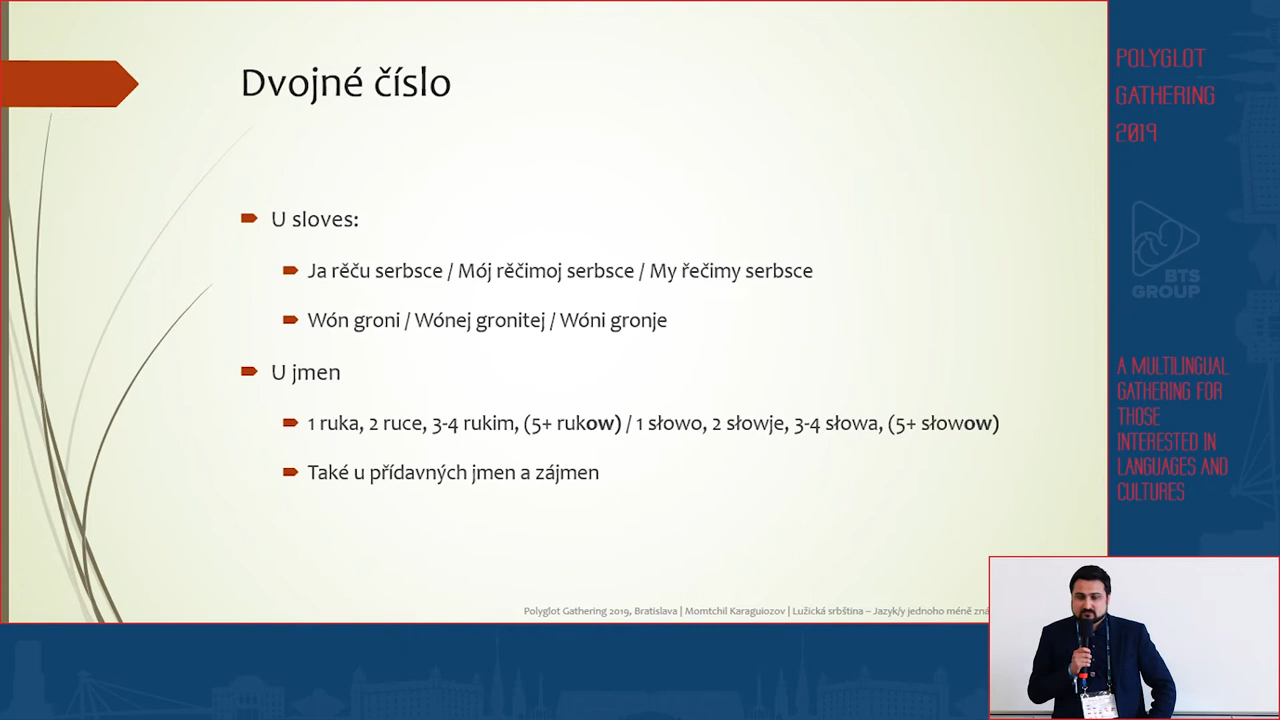 Dvojné číslo
U sloves:
Ja rěču serbsce / Mój rěčimoj serbsce / My řečimy serbsce
Wón groni / Wónej gronitej / Wóni gronje
U jmen
1 ruka, 2 ruce, 3-4 rukim, (5+ rukow) / 1 słowo, 2 słowje, 3-4 słowa, (5+ słowow)
Také u přídavných jmen a zájmen
Polyglot Gathering 2019, Bratislava | Momtchil Karaguiozov | Lužická srbština – Jazyk/y jednoho méně zná
POLYGLOT
GATHERING
2019
BTS
GROUP
A MULTILINGUAL
GATHERING FOR
THOSE
INTERESTED IN
LANGUAGES AND
CULTURES